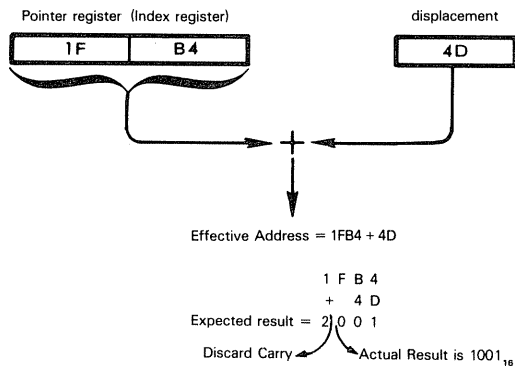 Pointer register (Index register) displacement
1F B4 4D
Effective Address = 1FB4 + 4D
1 F B 4
+ 4 D
Expected result = 2 0 0 1
Discard Carry Actual Result is 1001₁₆